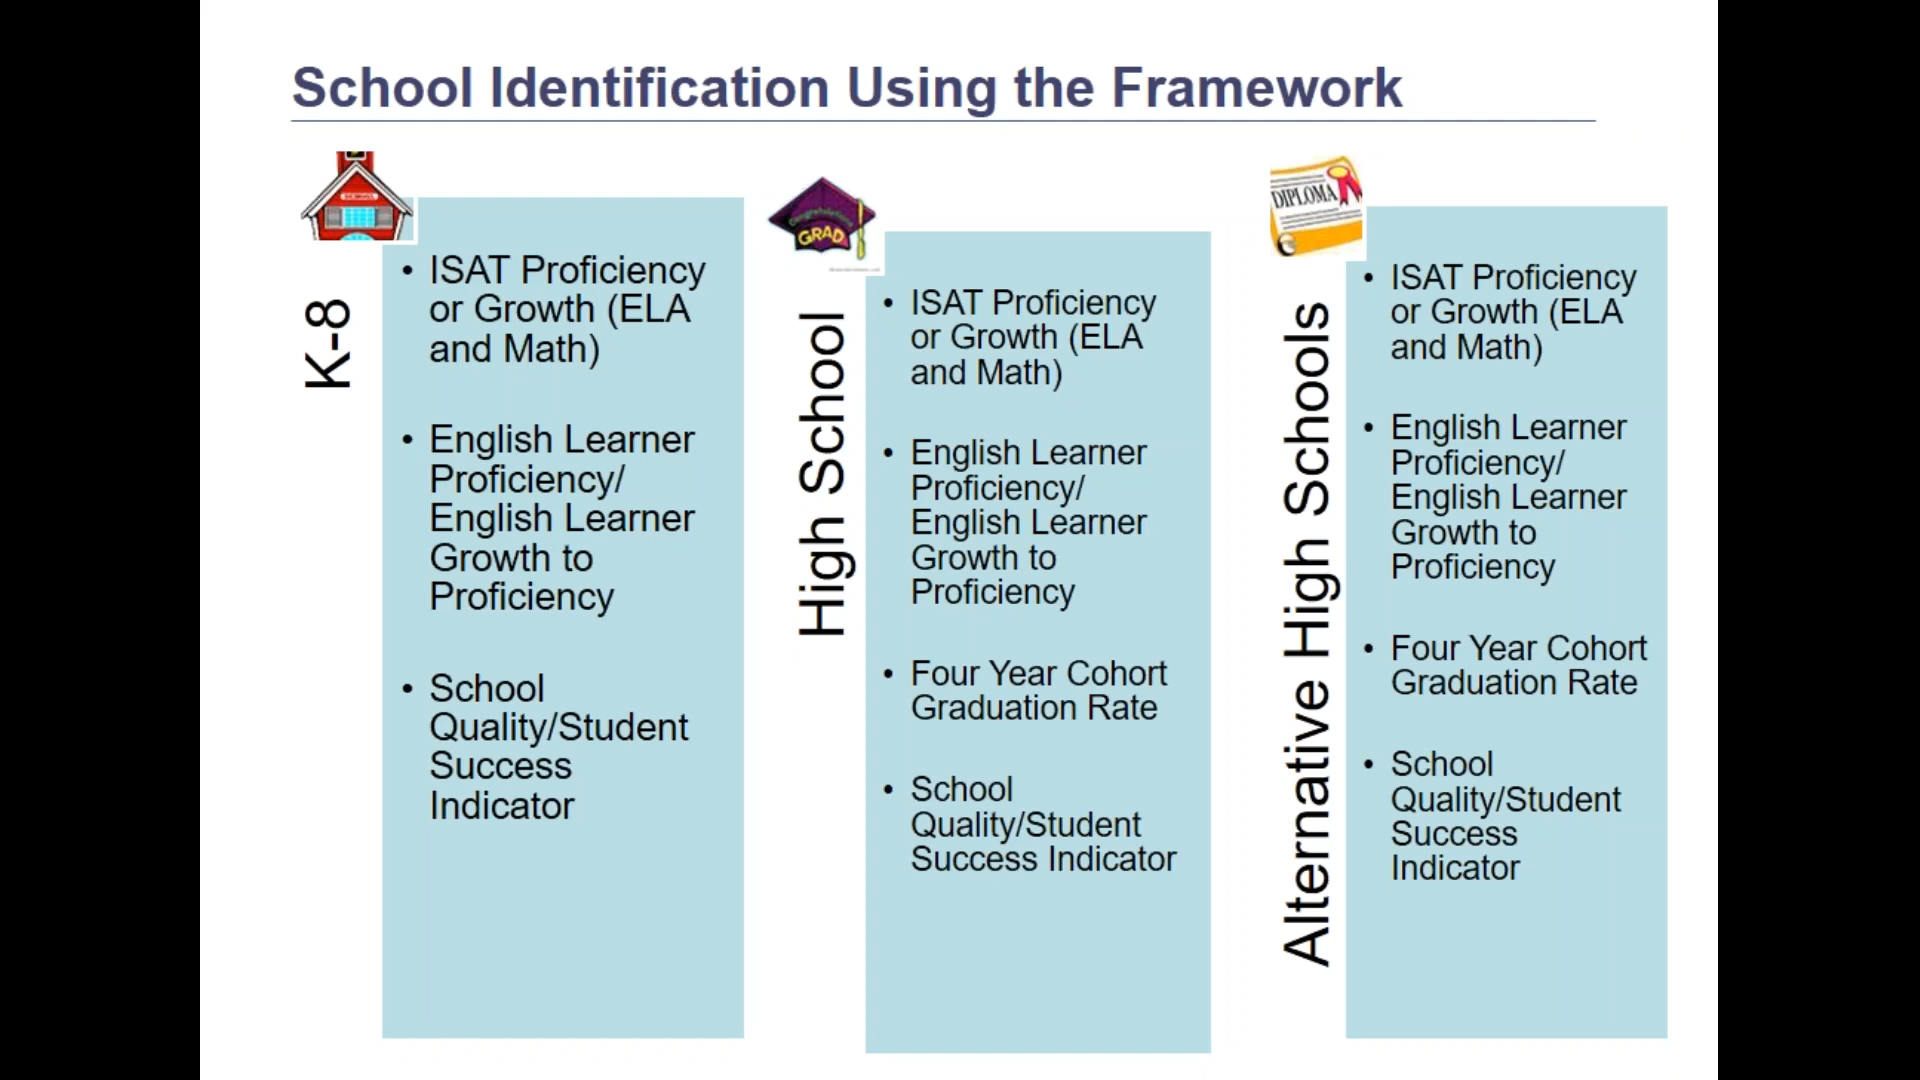 School Identification Using the Framework
SCHOOL
K-8
• ISAT Proficiency
or Growth (ELA
and Math)
• English Learner
Proficiency/
English Learner
Growth to
Proficiency
• School
Quality/Student
Success
Indicator
Congratulations
GRAD
High School
• ISAT Proficiency
or Growth (ELA
and Math)
• English Learner
Proficiency/
English Learner
Growth to
Proficiency
• Four Year Cohort
Graduation Rate
• School
Quality/Student
Success Indicator
DIPLOMA
Alternative High Schools
• ISAT Proficiency
or Growth (ELA
and Math)
• English Learner
Proficiency/
English Learner
Growth to
Proficiency
• Four Year Cohort
Graduation Rate
• School
Quality/Student
Success
Indicator